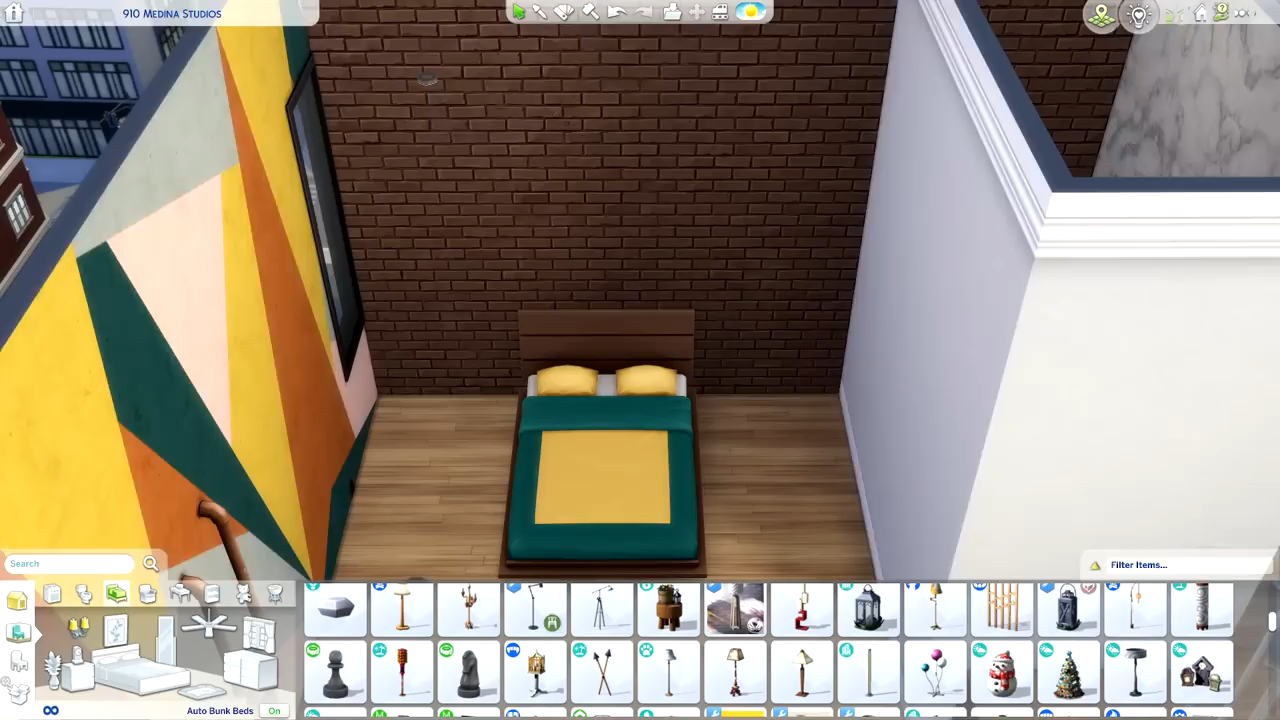 910 Medina Studios
Search
Filter Items...
Auto Bunk Beds
On